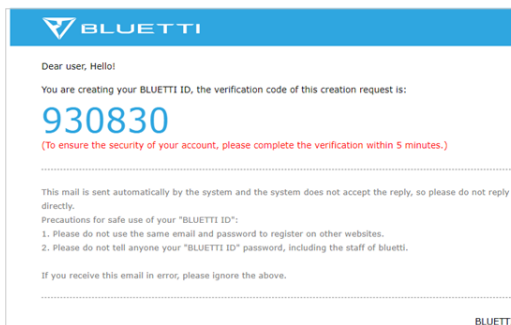 BLUETTI
Dear user, Hello!
You are creating your BLUETTI ID, the verification code of this creation request is:
930830
(To ensure the security of your account, please complete the verification within 5 minutes.)
This mail is sent automatically by the system and the system does not accept the reply, so please do not reply
directly.
Precautions for safe use of your "BLUETTI ID":
1. Please do not use the same email and password to register on other websites.
2. Please do not tell anyone your "BLUETTI ID" password, including the staff of bluetti.
If you receive this email in error, please ignore the above.
BLUETTI